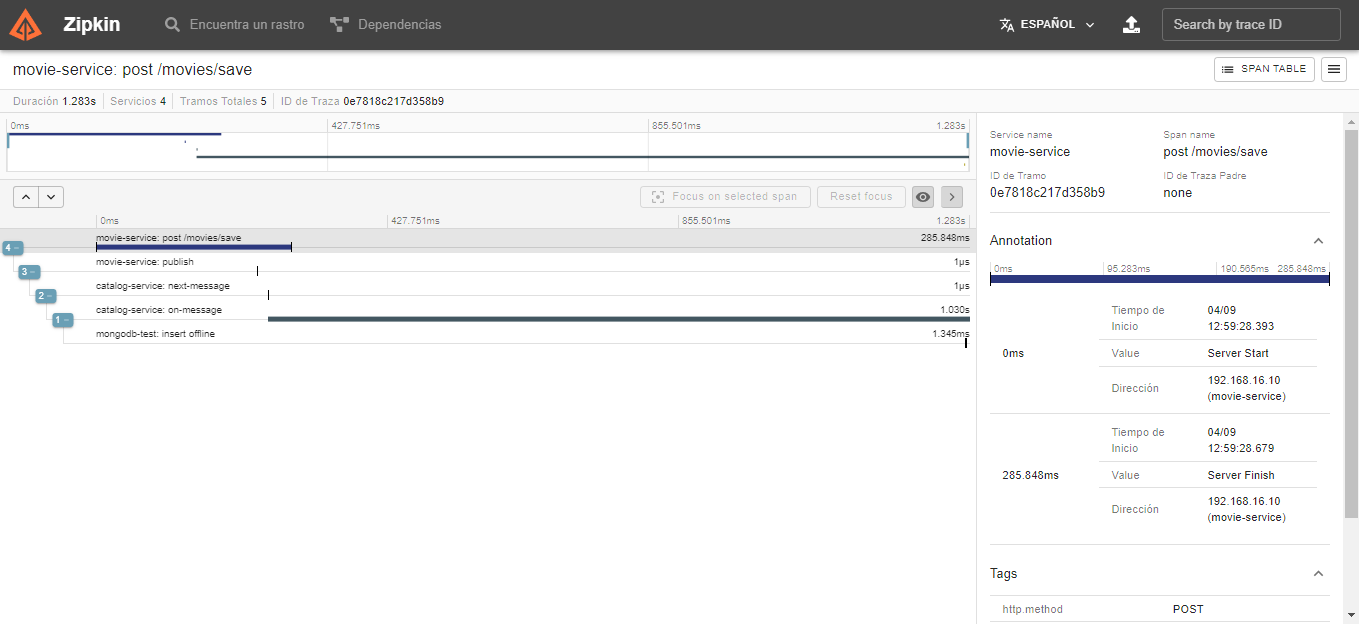 Zipkin
Encuentra un rastro
Dependencias
ESPAÑOL
Search by trace ID
movie-service: post /movies/save
SPAN TABLE
Duración 1.283s
Servicios 4
Tramos Totales 5
ID de Traza 0e7818c217d358b9
0ms 427.751ms 855.501ms 1.283s
Focus on selected span
Reset focus
0ms 427.751ms 855.501ms 1.283s
movie-service: post /movies/save 285.848ms
4 -
movie-service: publish 1µs
3 -
catalog-service: next-message 1µs
2 -
catalog-service: on-message 1.030s
1 -
mongodb-test: insert offline 1.345ms
Service name Span name
movie-service post /movies/save
ID de Tramo ID de Traza Padre
0e7818c217d358b9 none
Annotation
0ms 95.283ms 190.565ms 285.848ms
0ms
Tiempo de Inicio 04/09 12:59:28.393
Value Server Start
Dirección 192.168.16.10 (movie-service)
285.848ms
Tiempo de Inicio 04/09 12:59:28.679
Value Server Finish
Dirección 192.168.16.10 (movie-service)
Tags
http.method POST